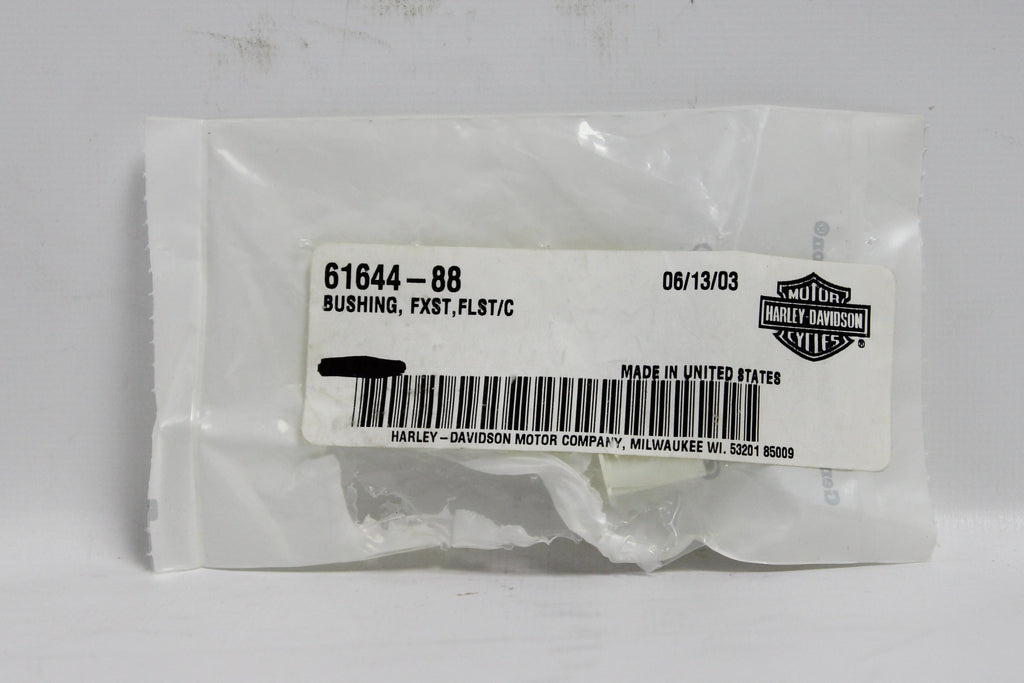 61644-88
06/13/03
BUSHING, FXST,FLST/C
MOTOR
HARLEY-DAVIDSON
CYCLES
®
MADE IN UNITED STATES
HARLEY-DAVIDSON MOTOR COMPANY, MILWAUKEE WI. 53201 85009